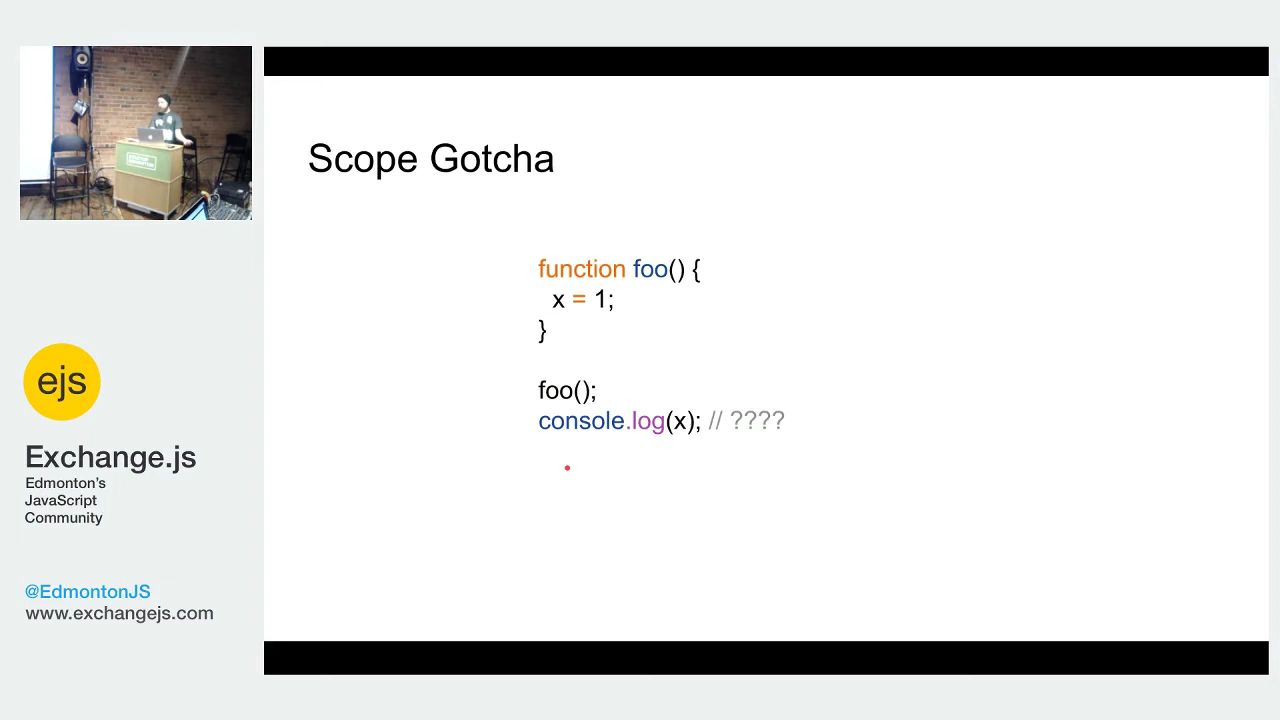 Scope Gotcha
function foo() {
x = 1;
}
foo();
console.log(x); // ????
ejs
Exchange.js
Edmonton's
JavaScript
Community
@EdmontonJS
www.exchangejs.com